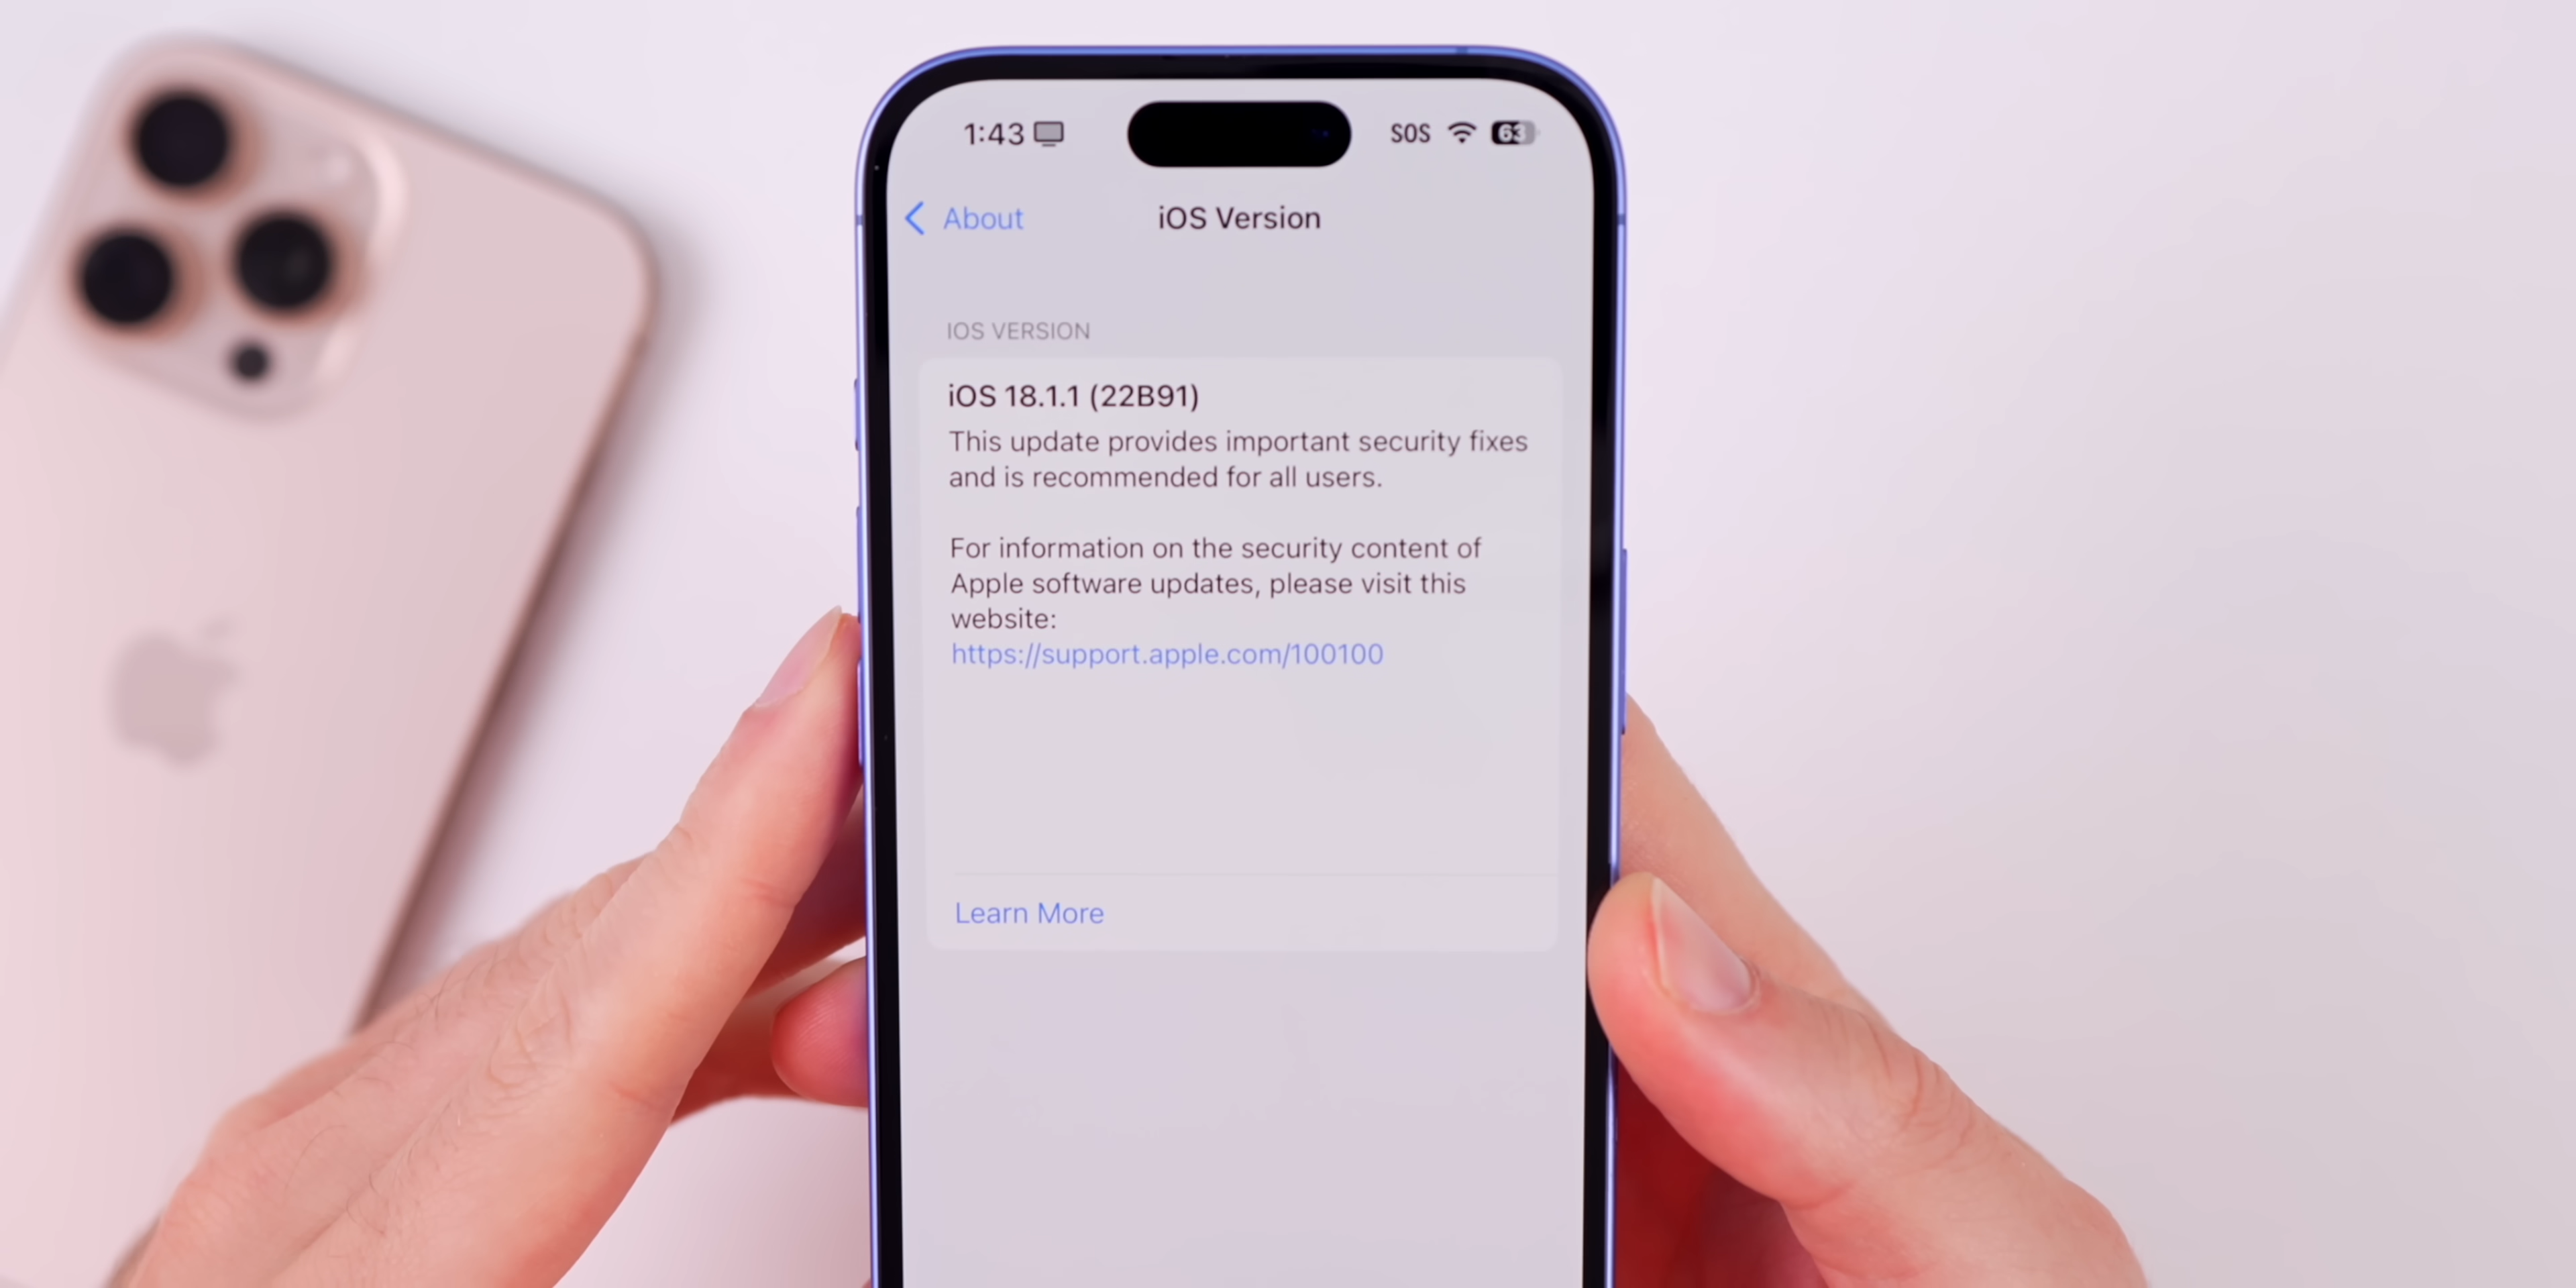 1:43
SOS 63
About
iOS Version
IOS VERSION
iOS 18.1.1 (22B91)
This update provides important security fixes
and is recommended for all users.
For information on the security content of
Apple software updates, please visit this
website:
https://support.apple.com/100100
Learn More